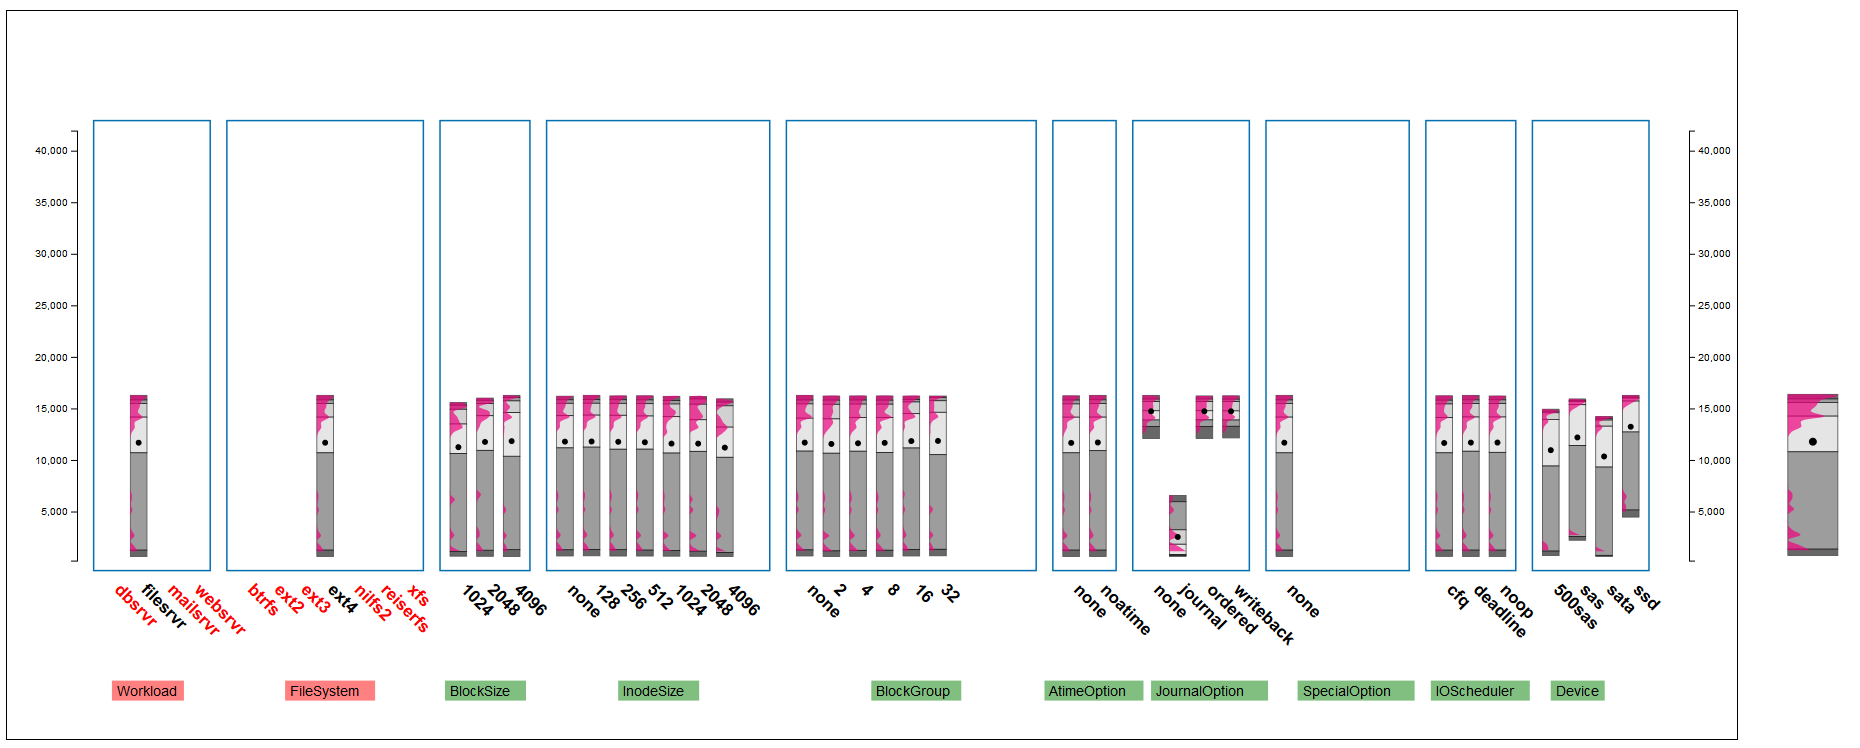 40,000
35,000
30,000
25,000
20,000
15,000
10,000
5,000
40,000
35,000
30,000
25,000
20,000
15,000
10,000
5,000
dbsrvr
filesrvr
mailsrvr
websrvr
btrfs
ext2
ext3
ext4
nilfs2
reiserfs
xfs
1024
2048
4096
none
128
256
512
1024
2048
4096
none
2
4
8
16
32
none
noatime
none
journal
ordered
writeback
none
cfq
deadline
noop
500sas
sas
sata
ssd
Workload
FileSystem
BlockSize
InodeSize
BlockGroup
AtimeOption
JournalOption
SpecialOption
IOScheduler
Device